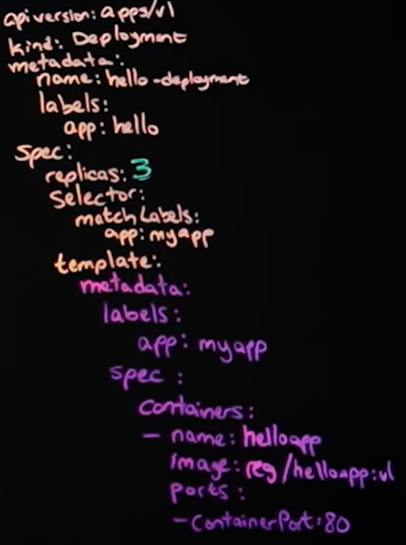 apiversion: apps/v1
kind: Deployment
metadata:
name: hello-deployment
labels:
app: hello
Spec:
replicas: 3
Selector:
matchLabels:
app: myapp
template:
metadata:
labels:
app: myapp
spec:
containers:
- name: helloapp
image: reg/helloapp:v1
ports:
- ContainerPort: 80